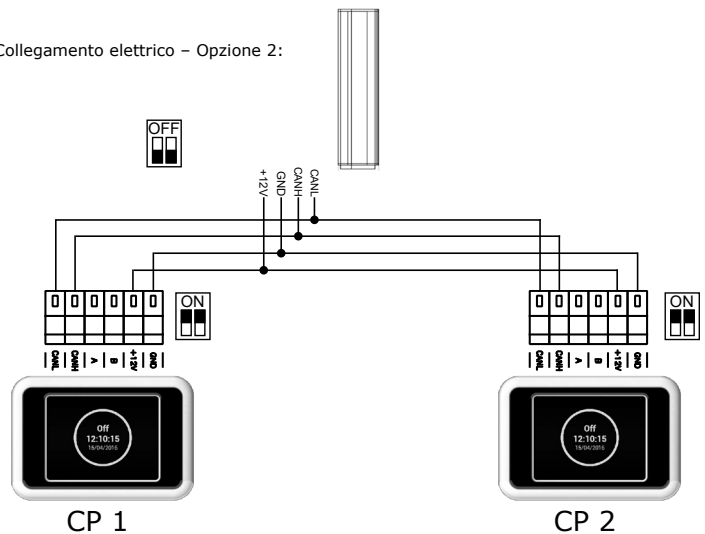 Collegamento elettrico – Opzione 2:
OFF
+12V
GND
CANH
CANL
ON
ON
CANL
CANH
A
B
+12V
GND
CANL
CANH
A
B
+12V
GND
Off
12:10:15
15/04/2016
Off
12:10:15
15/04/2016
CP 1
CP 2